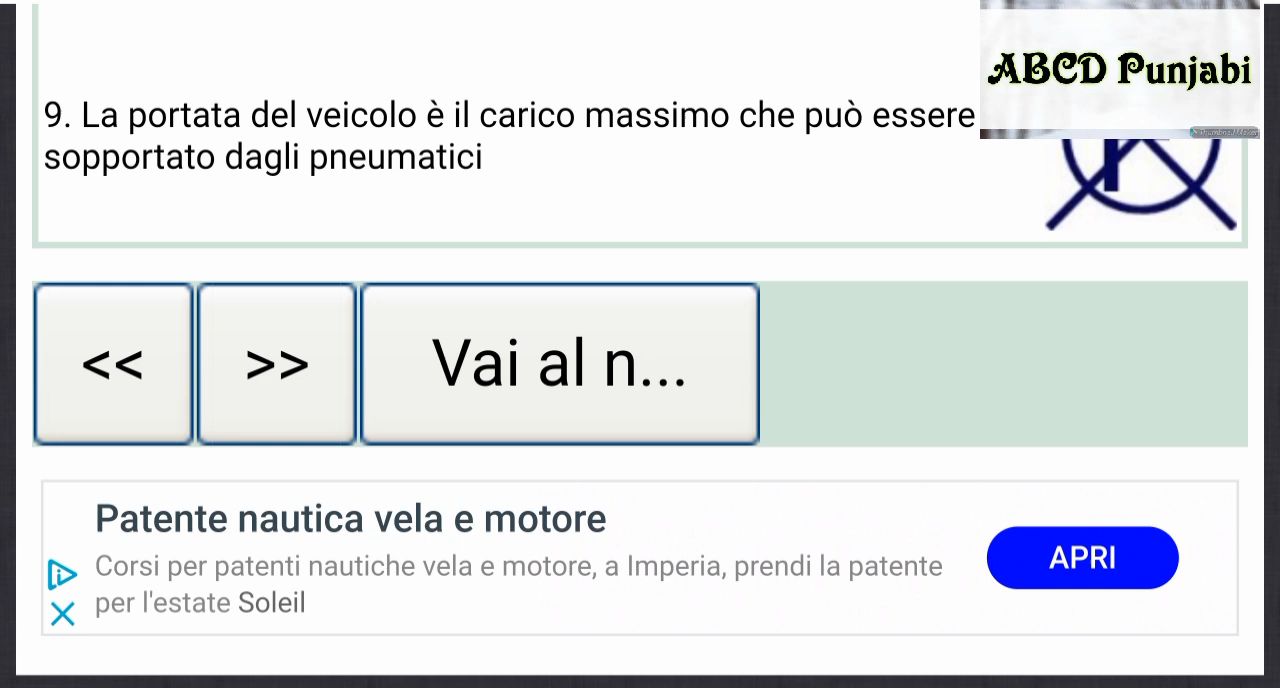 ABCD Punjabi
9. La portata del veicolo è il carico massimo che può essere
sopportato dagli pneumatici
<<
>>
Vai al n...
Patente nautica vela e motore
Corsi per patenti nautiche vela e motore, a Imperia, prendi la patente
per l'estate Soleil
APRI